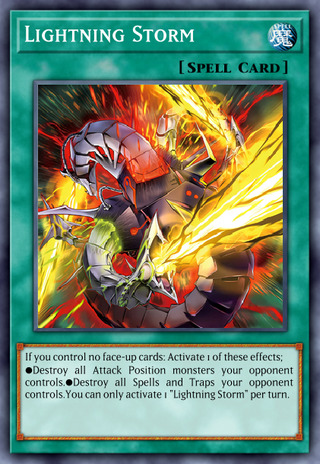 Lightning Storm
魔
[Spell Card]
If you control no face-up cards: Activate 1 of these effects;
●Destroy all Attack Position monsters your opponent
controls.●Destroy all Spells and Traps your opponent
controls.You can only activate 1 "Lightning Storm" per turn.